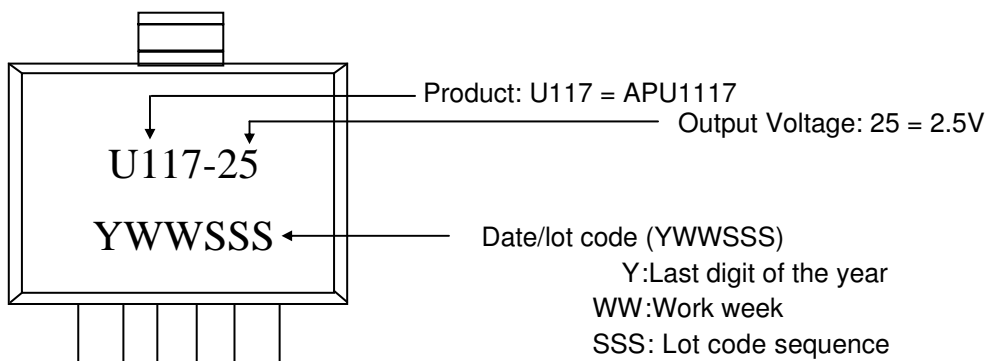 Product: U117 = APU1117
Output Voltage: 25 = 2.5V
U117-25
YWWSSS
Date/lot code (YWWSSS)
Y:Last digit of the year
WW:Work week
SSS: Lot code sequence